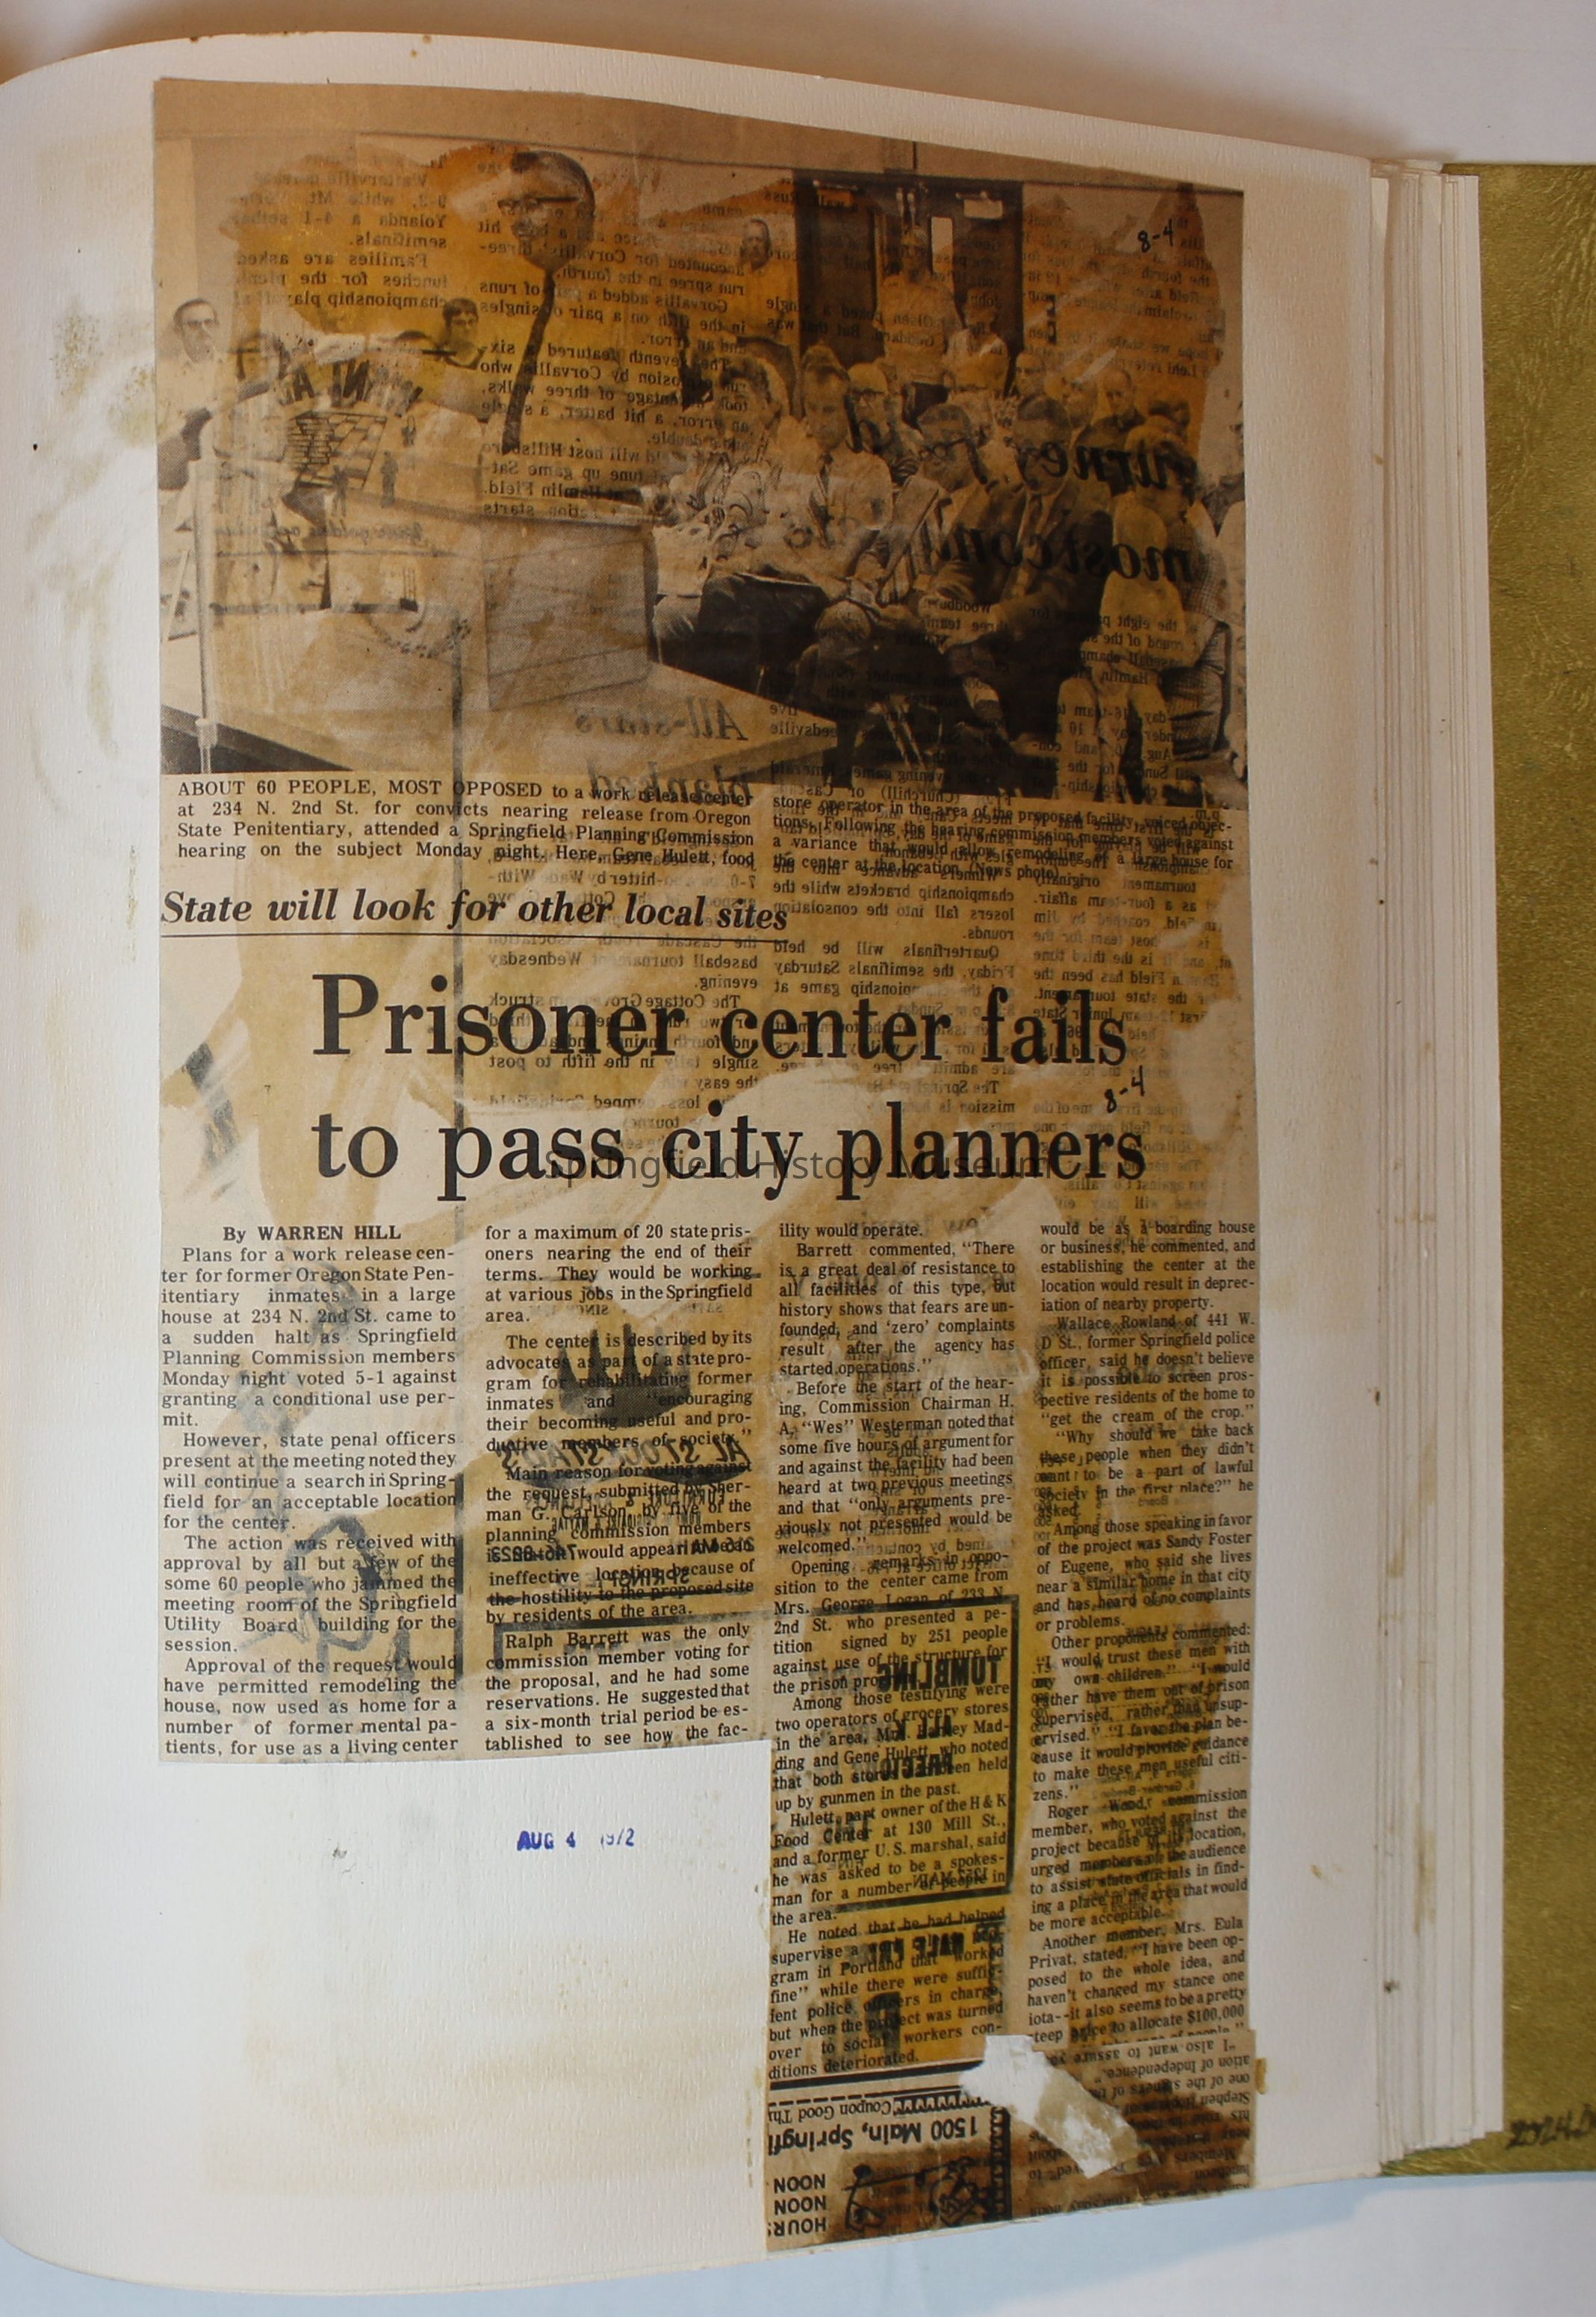 8-4
ABOUT 60 PEOPLE, MOST OPPOSED to a work release center
at 234 N. 2nd St. for convicts nearing release from Oregon
State Penitentiary, attended a Springfield Planning Commission
hearing on the subject Monday night. Here, Gene Hulett, food
store operator in the area of the proposed facility, voiced objec-
tions. Following the hearing commission members voted against
a variance that would allow remodeling of a large house for
the center at the location. (News photo)
State will look for other local sites
Prisoner center fails
8-4
to pass city planners
Springfield History Museum
By WARREN HILL
Plans for a work release cen-
ter for former Oregon State Pen-
itentiary inmates in a large
house at 234 N. 2nd St. came to
a sudden halt as Springfield
Planning Commission members
Monday night voted 5-1 against
granting a conditional use per-
mit.
However, state penal officers
present at the meeting noted they
will continue a search in Spring-
field for an acceptable location
for the center.
The action was received with
approval by all but a few of the
some 60 people who jammed the
meeting room of the Springfield
Utility Board building for the
session.
Approval of the request would
have permitted remodeling the
house, now used as home for a
number of former mental pa-
tients, for use as a living center
for a maximum of 20 state pris-
oners nearing the end of their
terms. They would be working
at various jobs in the Springfield
area.
The center is described by its
advocates as part of a state pro-
gram for rehabilitating former
inmates and "encouraging
their becoming useful and pro-
ductive members of society."
Main reason for voting against
the request, submitted by Sher-
man G. Carlson, by five of the
planning commission members
is that it would appear to be an
ineffective location because of
the hostility to the proposed site
by residents of the area.
Ralph Barrett was the only
commission member voting for
the proposal, and he had some
reservations. He suggested that
a six-month trial period be es-
tablished to see how the fac-
ility would operate.
Barrett commented, "There
is a great deal of resistance to
all facilities of this type, but
history shows that fears are un-
founded, and 'zero' complaints
result after the agency has
started operations."
Before the start of the hear-
ing, Commission Chairman H.
A. "Wes" Westerman noted that
some five hours of argument for
and against the facility had been
heard at two previous meetings
and that "only arguments pre-
viously not presented would be
welcomed."
Opening remarks in oppo-
sition to the center came from
Mrs. George Logan of 233 N.
2nd St. who presented a pe-
tition signed by 251 people
against use of the structure for
the prison
Among those testifying were
two operators of grocery stores
in the area, Mrs. Harley Mad-
ding and Gene Hulett, who noted
that both stores been held
up by gunmen in the past.
Hulett, part owner of the H & K
Food Center at 130 Mill St.,
and a former U.S. marshal, said
he was asked to be a spokes-
man for a number of people in
the area.
He noted that he had helped
supervise a
gram in Portland that "worked
fine" while there were suffic-
ient police officers in charge,
but when the project was turned
over to social workers con-
ditions deteriorated.
would be as a boarding house
or business, he commented, and
establishing the center at the
location would result in deprec-
iation of nearby property.
Wallace Rowland of 441 W.
D St., former Springfield police
officer, said he doesn't believe
it is possible to screen pros-
pective residents of the home to
"get the cream of the crop."
"Why should we take back
these people when they didn't
want to be a part of lawful
society in the first place?" he
asked.
Among those speaking in favor
of the project was Sandy Foster
of Eugene, who said she lives
near a similar home in that city
and has heard of no complaints
or problems.
Other proponents commented:
"I would trust these men with
my own children." "I would
rather have them out of prison
supervised, rather than unsup-
ervised." "I favor the plan be-
cause it would provide guidance
to make these men useful citi-
zens."
Roger Wood, commission
member, who voted against the
project because of its location,
urged members of the audience
to assist state officials in find-
ing a place in the area that would
be more acceptable.
Another member, Mrs. Eula
Privat, stated, "I have been op-
posed to the whole idea, and
haven't changed my stance one
iota--it also seems to be a pretty
steep price to allocate $100,000
AUG 4 1972
Coupon Good
1500 Main,
NOON
NOON
HOURS